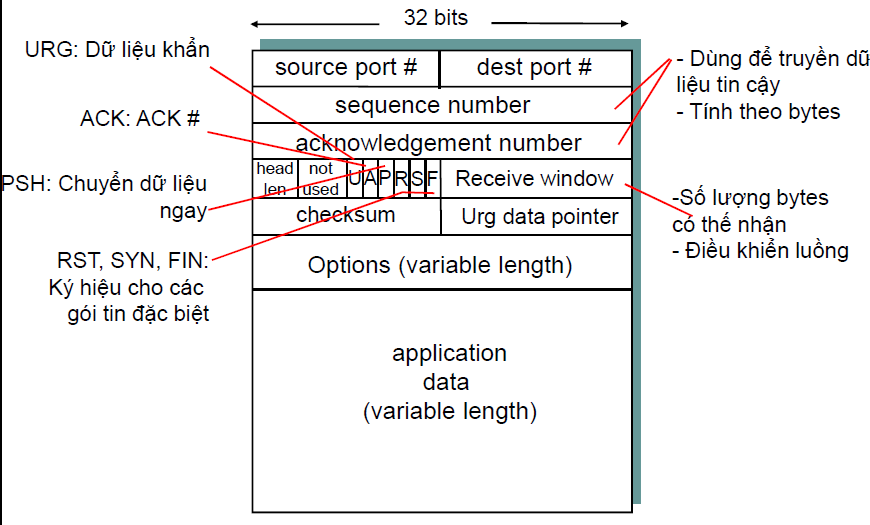 32 bits
URG: Dữ liệu khẩn
ACK: ACK #
PSH: Chuyển dữ liệu
ngay
RST, SYN, FIN:
Ký hiệu cho các
gói tin đặc biệt
source port #
dest port #
sequence number
acknowledgement number
head
len
not
used
U
A
P
R
S
F
Receive window
checksum
Urg data pointer
Options (variable length)
application
data
(variable length)
- Dùng để truyền dữ
liệu tin cậy
- Tính theo bytes
-Số lượng bytes
có thể nhận
- Điều khiển luồng